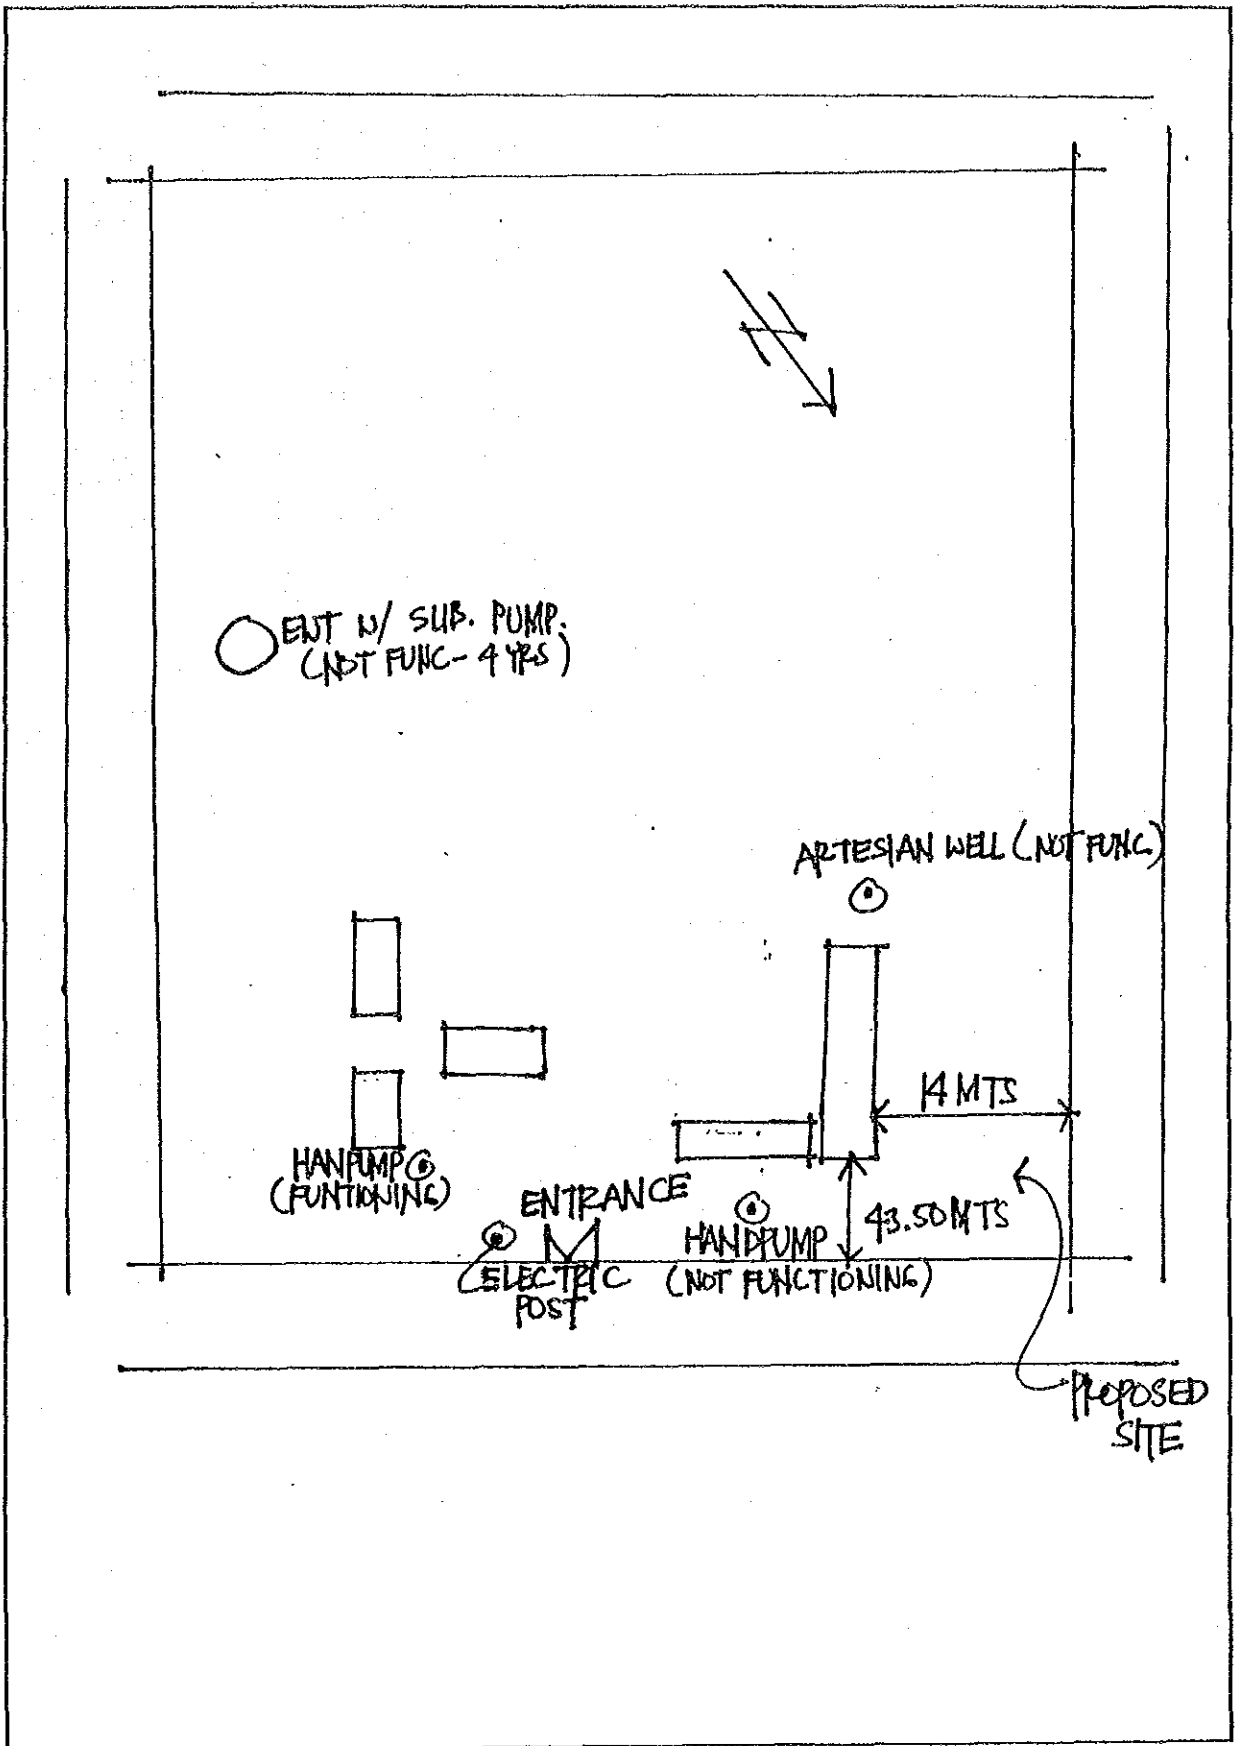 N
ENT W/ SUB. PUMP.
(NOT FUNC- 4 YRS)
ARTESIAN WELL (NOT FUNC)
14 MTS
HANPUMP
(FUNTIONING)
ENTRANCE
43.50 MTS
HANDPUMP
(NOT FUNCTIONING)
ELECTRIC
POST
PROPOSED
SITE